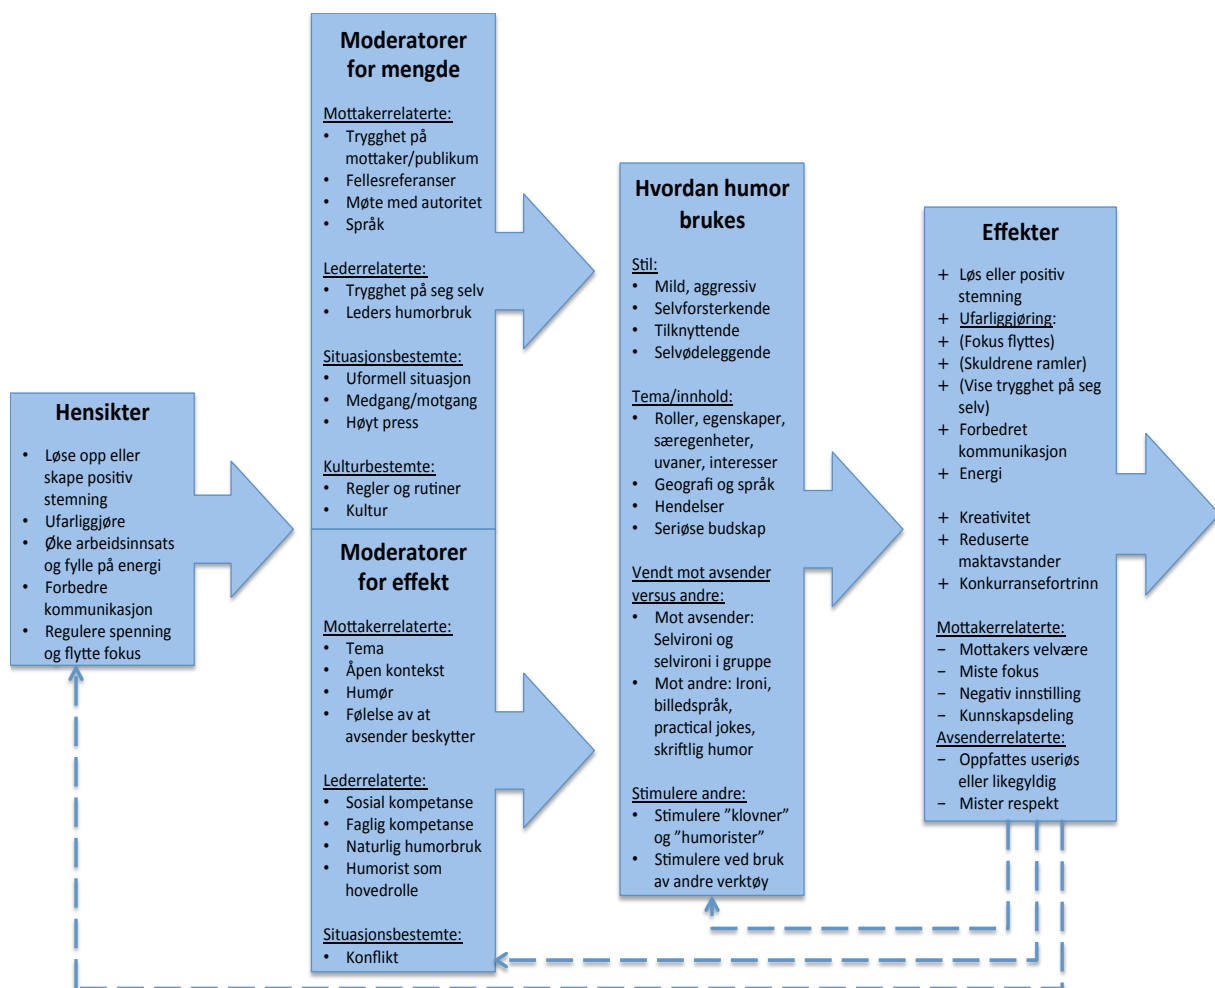 Hensikter
• Løse opp eller
skape positiv
stemning
• Ufarliggjøre
• Øke arbeidsinnsats
og fylle på energi
• Forbedre
kommunikasjon
• Regulere spenning
og flytte fokus
Moderatorer
for mengde
Mottakerrelaterte:
• Trygghet på
mottaker/publikum
• Fellesreferanser
• Møte med autoritet
• Språk
Lederrelaterte:
• Trygghet på seg selv
• Leders humorbruk
Situasjonsbestemte:
• Uformell situasjon
• Medgang/motgang
• Høyt press
Kulturbestemte:
• Regler og rutiner
• Kultur
Moderatorer
for effekt
Mottakerrelaterte:
• Tema
• Åpen kontekst
• Humør
• Følelse av at
avsender beskytter
Lederrelaterte:
• Sosial kompetanse
• Faglig kompetanse
• Naturlig humorbruk
• Humorist som
hovedrolle
Situasjonsbestemte:
• Konflikt
Hvordan humor
brukes
Stil:
• Mild, aggressiv
• Selvforsterkende
• Tilknyttende
• Selvødeleggende
Tema/innhold:
• Roller, egenskaper,
særegenheter,
uvaner, interesser
• Geografi og språk
• Hendelser
• Seriøse budskap
Vendt mot avsender
versus andre:
• Mot avsender:
Selvironi og
selvironi i gruppe
• Mot andre: Ironi,
billedspråk,
practical jokes,
skriftlig humor
Stimulere andre:
• Stimulere ”klovner”
og ”humorister”
• Stimulere ved bruk
av andre verktøy
Effekter
+ Løs eller positiv
stemning
+ Ufarliggjøring:
+ (Fokus flyttes)
+ (Skuldrene ramler)
+ (Vise trygghet på seg
selv)
+ Forbedret
kommunikasjon
+ Energi
+ Kreativitet
+ Reduserte
maktavstander
+ Konkurransefortrinn
Mottakerrelaterte:
− Mottakers velvære
− Miste fokus
− Negativ innstilling
− Kunnskapsdeling
Avsenderrelaterte:
− Oppfattes useriøs
eller likegyldig
− Mister respekt